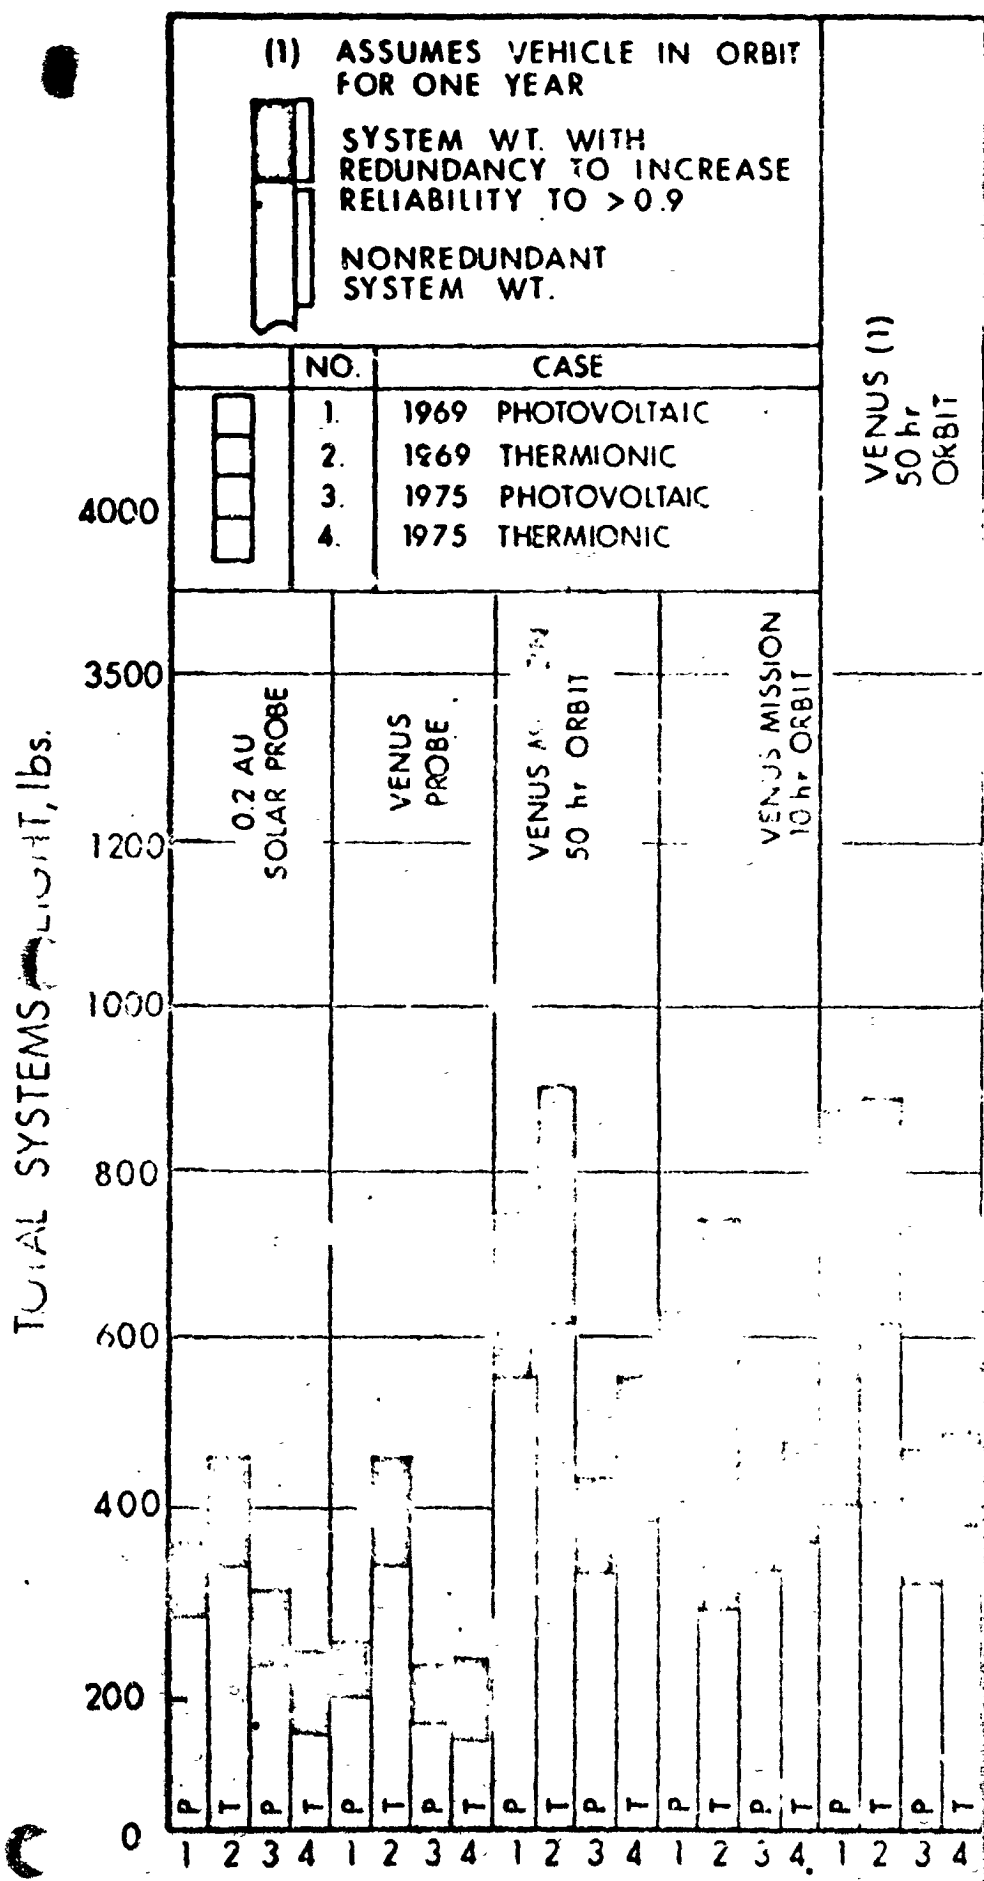 (1) ASSUMES VEHICLE IN ORBIT
FOR ONE YEAR
SYSTEM WT. WITH
REDUNDANCY TO INCREASE
RELIABILITY TO > 0.9
NONREDUNDANT
SYSTEM WT.
NO. CASE
1. 1969 PHOTOVOLTAIC
2. 1969 THERMIONIC
3. 1975 PHOTOVOLTAIC
4. 1975 THERMIONIC
VENUS (1)
50 hr
ORBIT
4000
3500
1200
1000
800
600
400
200
0
TOTAL SYSTEMS lbs.
0.2 AU
SOLAR PROBE
VENUS
PROBE
VENUS
50 hr ORBIT
VENUS MISSION
10 hr ORBIT
P T P T P T P T P T P T P T P T P T P T
1 2 3 4 1 2 3 4 1 2 3 4 1 2 3 4. 1 2 3 4